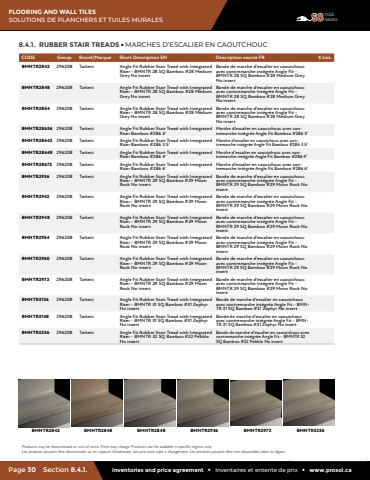 FLOORING AND WALL TILES
SOLUTIONS DE PLANCHERS ET TUILES MURALES
8.4.1. RUBBER STAIR TREADS • MARCHES D'ESCALIER EN CAOUTCHOUC
CODE Group. Brand/Marque Short Description EN Description courte FR $ List.
BMNTR2842 296208 Tarkett Angle Fit Rubber Stair Tread with Integrated Riser - BMNTR 28 SQ Bamboo #28 Medium Grey No insert Bande de marche d'escalier en caoutchouc avec contremarche intégrée Angle Fit - BMNTR 28 SQ Bamboo #28 Medium Grey No insert
BMNTR2848 296208 Tarkett Angle Fit Rubber Stair Tread with Integrated Riser - BMNTR 28 SQ Bamboo #28 Medium Grey No insert Bande de marche d'escalier en caoutchouc avec contremarche intégrée Angle Fit - BMNTR 28 SQ Bamboo #28 Medium Grey No insert
BMNTR2854 296208 Tarkett Angle Fit Rubber Stair Tread with Integrated Riser - BMNTR 28 SQ Bamboo #28 Medium Grey No insert Bande de marche d'escalier en caoutchouc avec contremarche intégrée Angle Fit - BMNTR 28 SQ Bamboo #28 Medium Grey No insert
BMNTR28636 296208 Tarkett Angle Fit Rubber Stair Tread with Integrated Riser Bamboo #286 3' Marche d'escalier en caoutchouc avec contremarche intégrée Angle Fit Bamboo #286 3'
BMNTR28642 296208 Tarkett Angle Fit Rubber Stair Tread with Integrated Riser Bamboo #286 3.5' Marche d'escalier en caoutchouc avec contremarche intégrée Angle Fit Bamboo #286 3.5'
BMNTR28648 296208 Tarkett Angle Fit Rubber Stair Tread with Integrated Riser Bamboo #286 4' Marche d'escalier en caoutchouc avec contremarche intégrée Angle Fit Bamboo #286 4'
BMNTR28672 296208 Tarkett Angle Fit Rubber Stair Tread with Integrated Riser Bamboo #286 6' Marche d'escalier en caoutchouc avec contremarche intégrée Angle Fit Bamboo #286 6'
BMNTR2936 296208 Tarkett Angle Fit Rubber Stair Tread with Integrated Riser - BMNTR 29 SQ Bamboo #29 Moon Rock No insert Bande de marche d'escalier en caoutchouc avec contremarche intégrée Angle Fit - BMNTR 29 SQ Bamboo #29 Moon Rock No insert
BMNTR2942 296208 Tarkett Angle Fit Rubber Stair Tread with Integrated Riser - BMNTR 29 SQ Bamboo #29 Moon Rock No insert Bande de marche d'escalier en caoutchouc avec contremarche intégrée Angle Fit - BMNTR 29 SQ Bamboo #29 Moon Rock No insert
BMNTR2948 296208 Tarkett Angle Fit Rubber Stair Tread with Integrated Riser - BMNTR 29 SQ Bamboo #29 Moon Rock No insert Bande de marche d'escalier en caoutchouc avec contremarche intégrée Angle Fit - BMNTR 29 SQ Bamboo #29 Moon Rock No insert
BMNTR2954 296208 Tarkett Angle Fit Rubber Stair Tread with Integrated Riser - BMNTR 29 SQ Bamboo #29 Moon Rock No insert Bande de marche d'escalier en caoutchouc avec contremarche intégrée Angle Fit - BMNTR 29 SQ Bamboo #29 Moon Rock No insert
BMNTR2960 296208 Tarkett Angle Fit Rubber Stair Tread with Integrated Riser - BMNTR 29 SQ Bamboo #29 Moon Rock No insert Bande de marche d'escalier en caoutchouc avec contremarche intégrée Angle Fit - BMNTR 29 SQ Bamboo #29 Moon Rock No insert
BMNTR2972 296208 Tarkett Angle Fit Rubber Stair Tread with Integrated Riser - BMNTR 29 SQ Bamboo #29 Moon Rock No insert Bande de marche d'escalier en caoutchouc avec contremarche intégrée Angle Fit - BMNTR 29 SQ Bamboo #29 Moon Rock No insert
BMNTR3136 296208 Tarkett Angle Fit Rubber Stair Tread with Integrated Riser - BMNTR 31 SQ Bamboo #31 Zephyr No insert Bande de marche d'escalier en caoutchouc avec contremarche intégrée Angle Fit - BMNTR 31 SQ Bamboo #31 Zephyr No insert
BMNTR3148 296208 Tarkett Angle Fit Rubber Stair Tread with Integrated Riser - BMNTR 31 SQ Bamboo #31 Zephyr No insert Bande de marche d'escalier en caoutchouc avec contremarche intégrée Angle Fit - BMNTR 31 SQ Bamboo #31 Zephyr No insert
BMNTR3236 296208 Tarkett Angle Fit Rubber Stair Tread with Integrated Riser - BMNTR 32 SQ Bamboo #32 Pebble No insert Bande de marche d'escalier en caoutchouc avec contremarche intégrée Angle Fit - BMNTR 32 SQ Bamboo #32 Pebble No insert
BMNTR2842 BMNTR2848 BMNTR2848 BMNTR2936 BMNTR2972 BMNTR3236
Products may be discontinued or out of stock. Price may change. Products can be available in specific regions only.
Les produits peuvent être discontinués ou en rupture d'inventaire. Les prix sont sujet à changement. Les produits peuvent être non disponibles selon la région.
Page 30 Section 8.4.1. Inventories and price agreement • Inventaires et entente de prix • www.prosol.ca